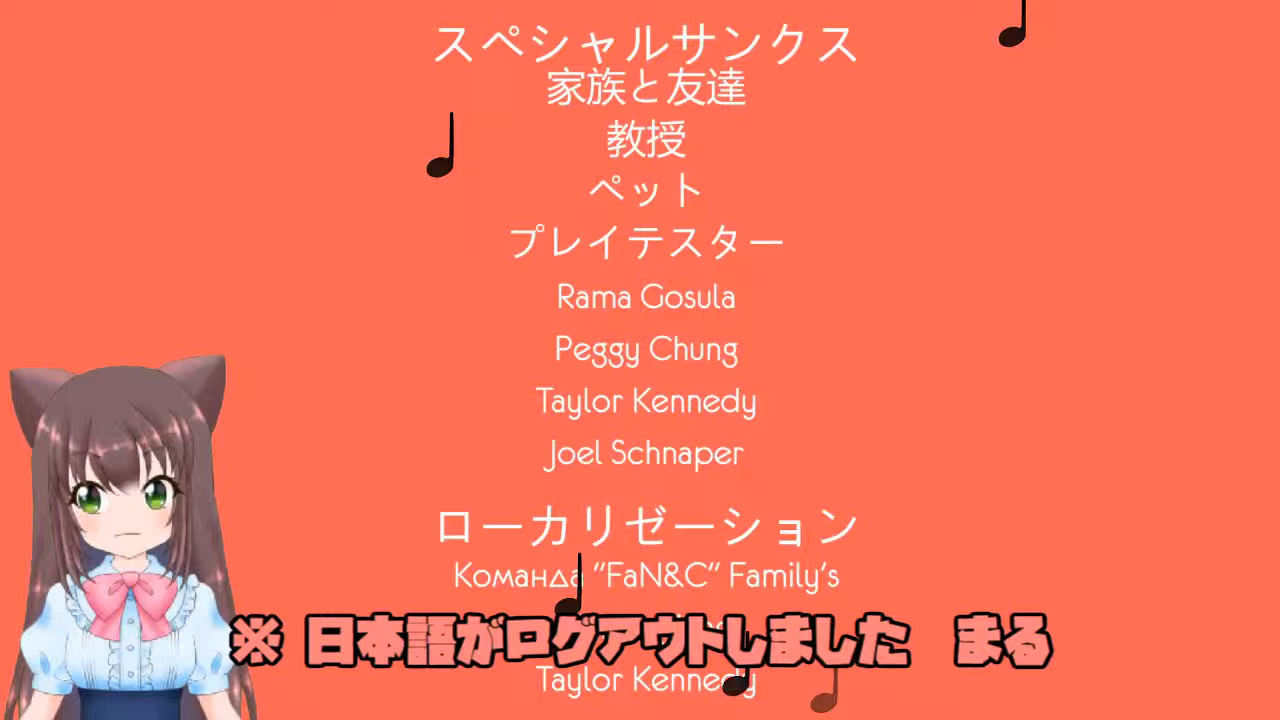 スペシャルサンクス
家族と友達
教授
ペット
プレイテスター
Rama Gosula
Peggy Chung
Taylor Kennedy
Joel Schnaper
ローカリゼーション
Команда "FaN&C" Family's
※ 日本語がログアウトしました　まる
Taylor Kennedy